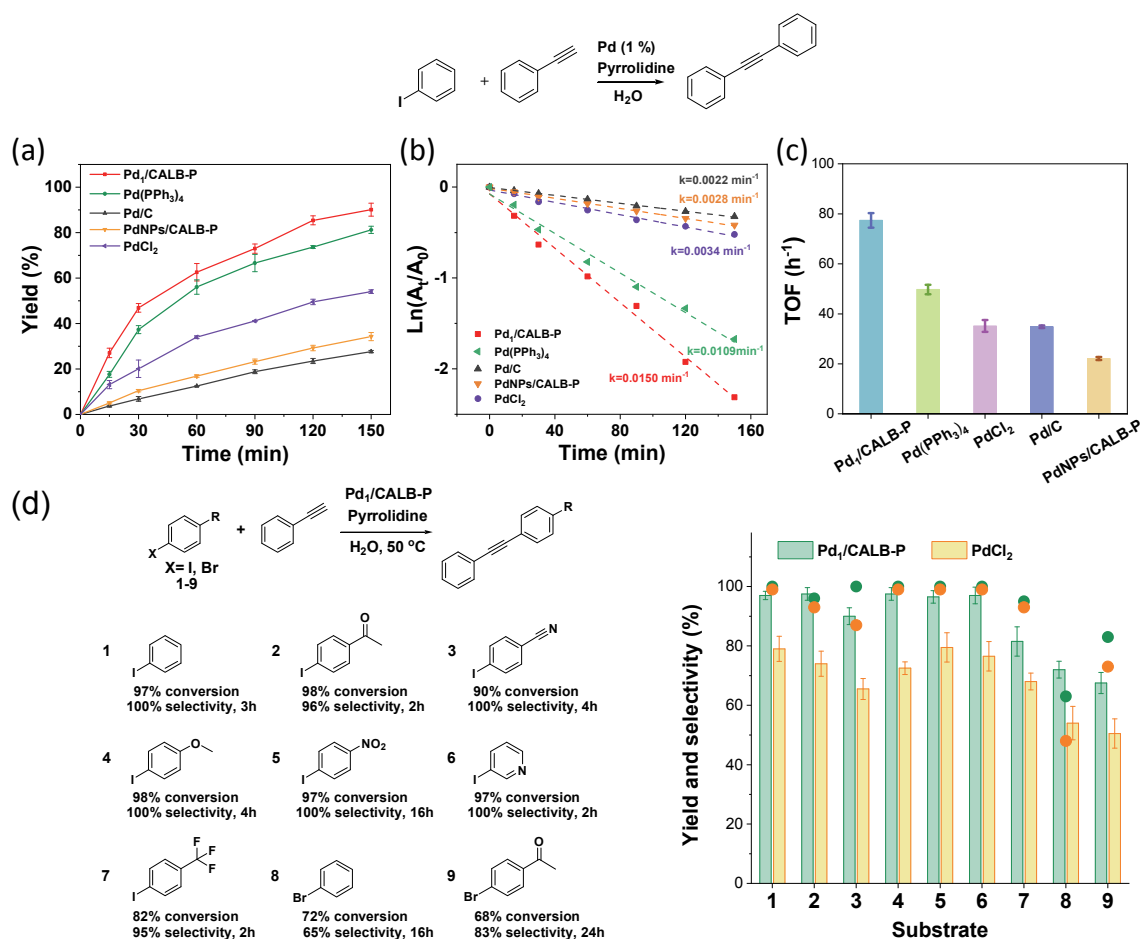 I
+
Pd (1 %)
Pyrrolidine
H₂O
(a)
Pd₁/CALB-P
Pd(PPh₃)₄
Pd/C
PdNPs/CALB-P
PdCl₂
100
80
60
40
20
0
Yield (%)
0 30 60 90 120 150
Time (min)
(b)
k=0.0022 min⁻¹
k=0.0028 min⁻¹
k=0.0034 min⁻¹
k=0.0109min⁻¹
k=0.0150 min⁻¹
Pd₁/CALB-P
Pd(PPh₃)₄
Pd/C
PdNPs/CALB-P
PdCl₂
0
-1
-2
Ln(Aₜ/A₀)
0 40 80 120 160
Time (min)
(c)
100
80
60
40
20
0
TOF (h⁻¹)
Pd₁/CALB-P
Pd(PPh₃)₄
PdCl₂
Pd/C
PdNPs/CALB-P
(d)
X
R
+
Pd₁/CALB-P
Pyrrolidine
H₂O, 50 °C
R
X= I, Br
1-9
1
I
97% conversion
100% selectivity, 3h
2
I
O
98% conversion
96% selectivity, 2h
3
I
N
90% conversion
100% selectivity, 4h
4
I
O
98% conversion
100% selectivity, 4h
5
I
NO₂
97% conversion
100% selectivity, 16h
6
I
N
97% conversion
100% selectivity, 2h
7
I
F
F
F
82% conversion
95% selectivity, 2h
8
Br
72% conversion
65% selectivity, 16h
9
Br
O
68% conversion
83% selectivity, 24h
Pd₁/CALB-P
PdCl₂
100
80
60
40
20
0
Yield and selectivity (%)
1 2 3 4 5 6 7 8 9
Substrate